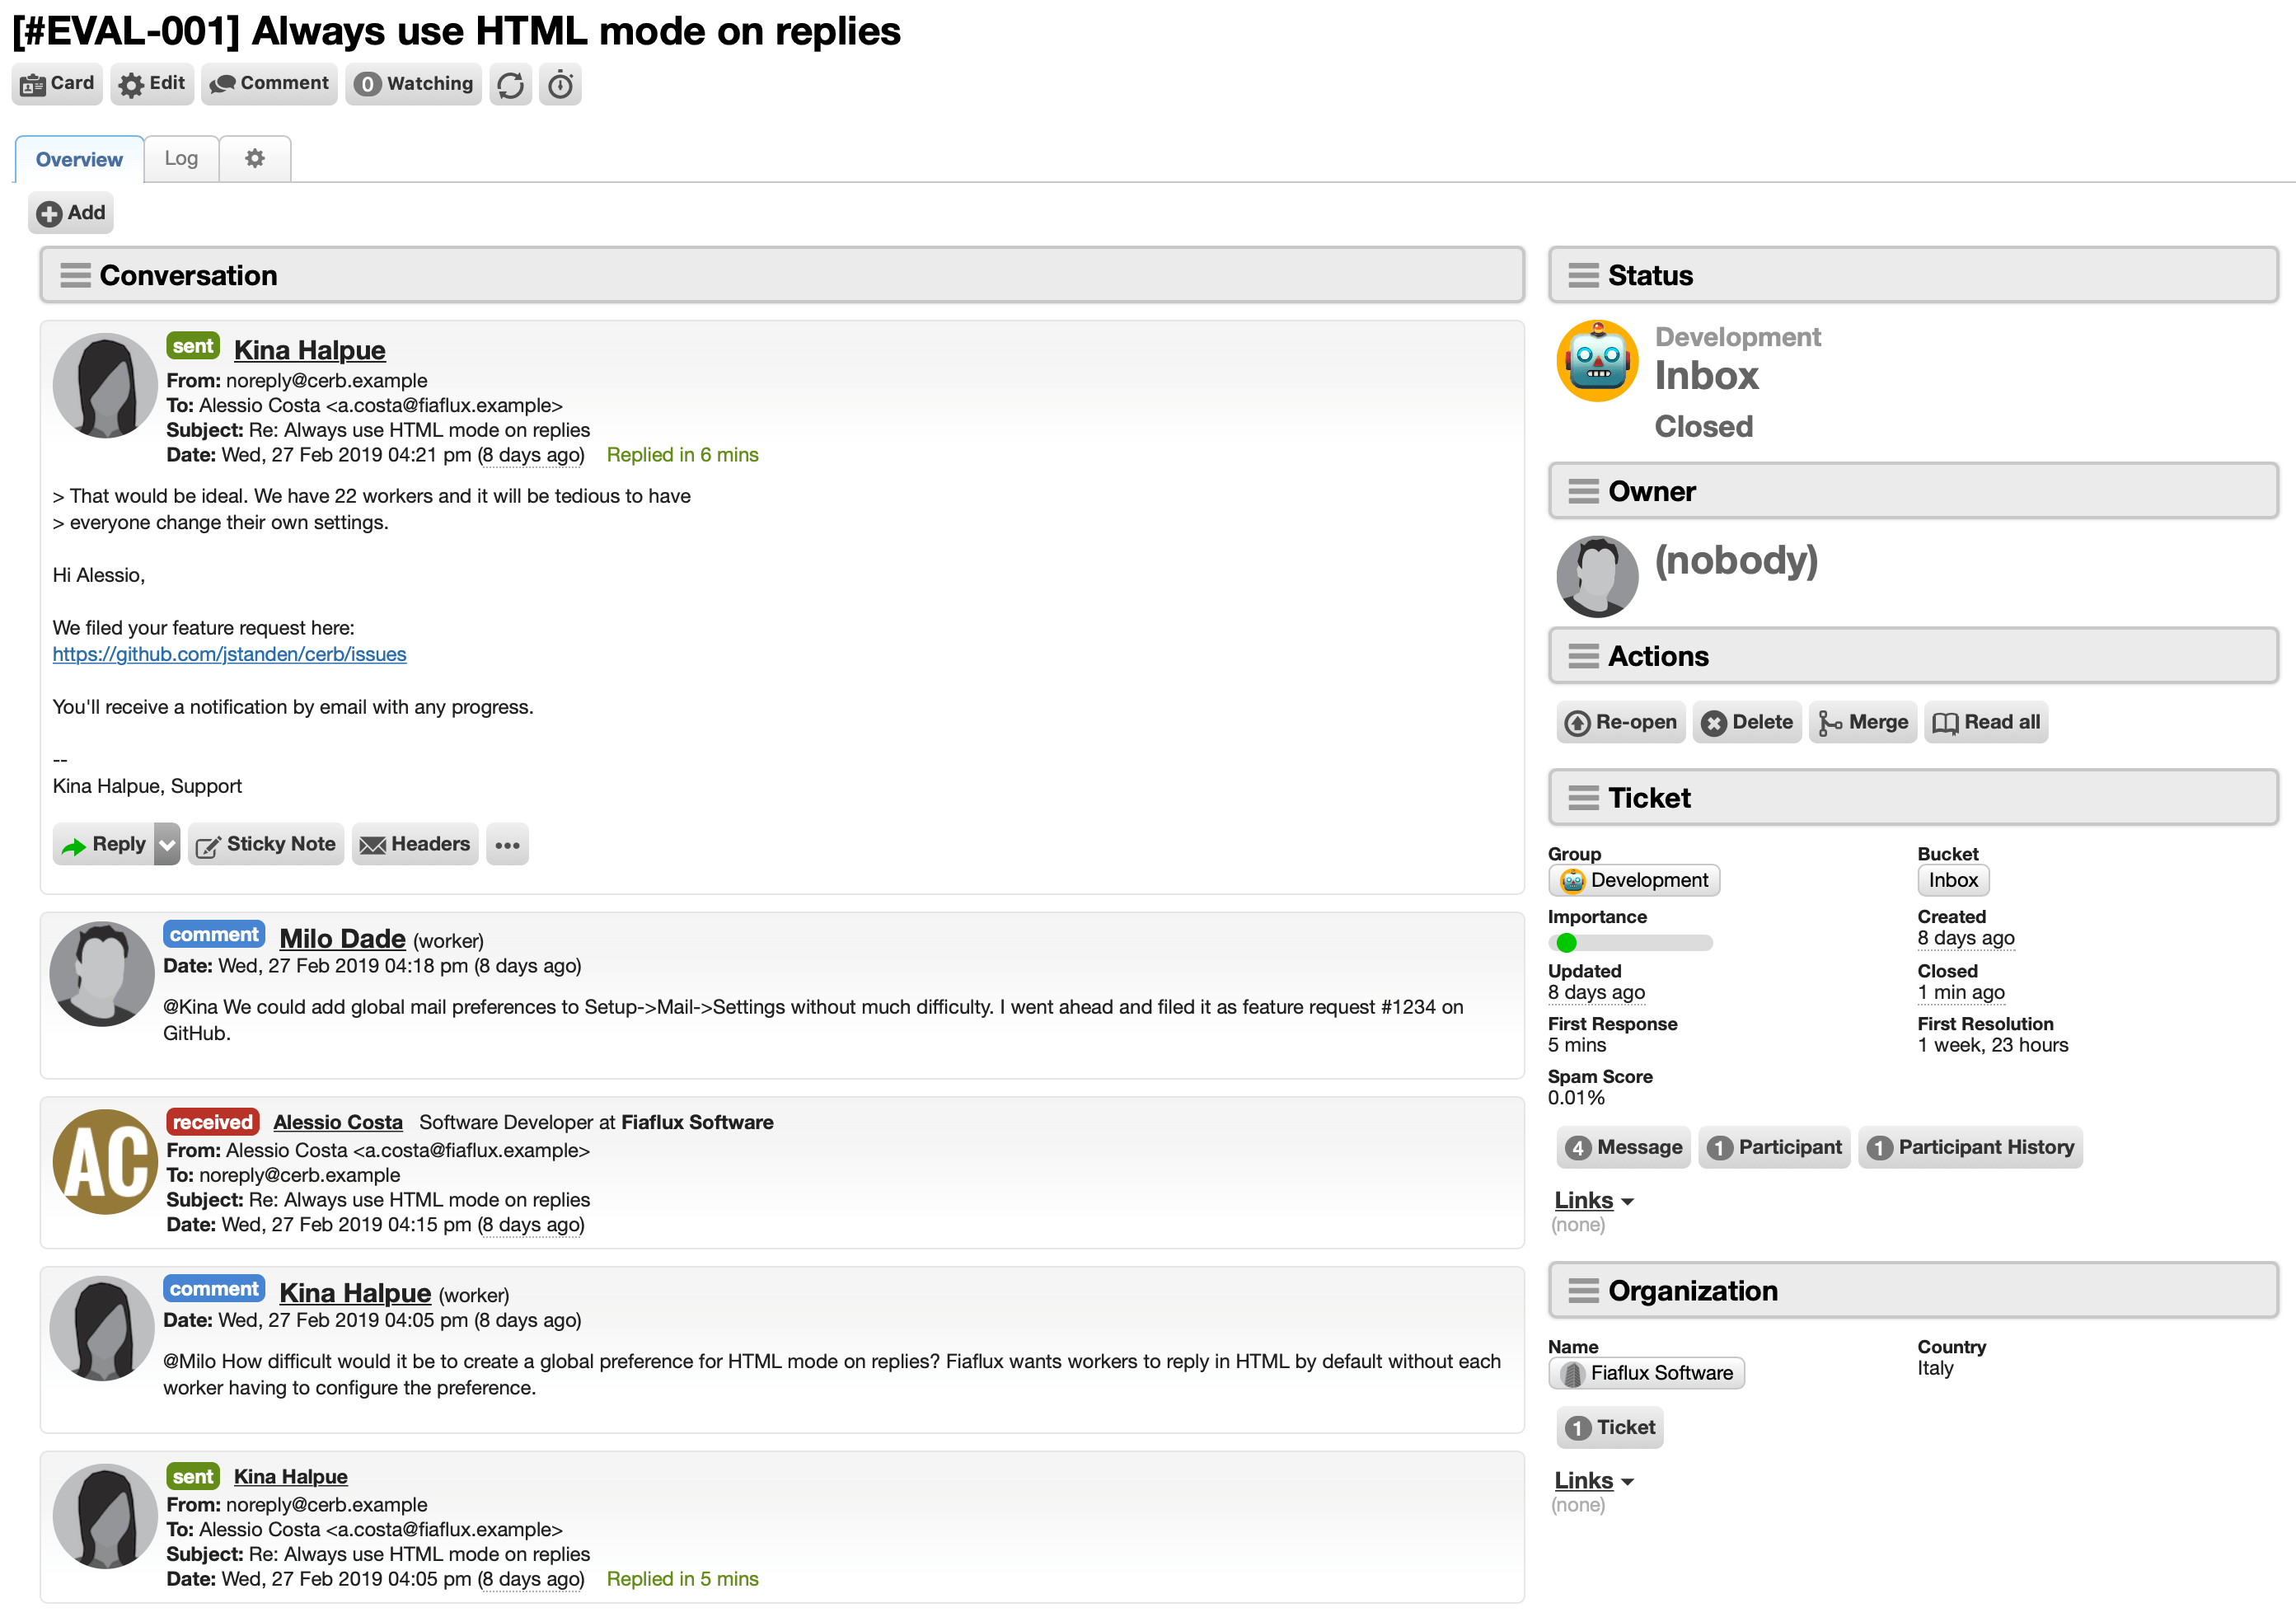 [#EVAL-001] Always use HTML mode on replies
Card
Edit
Comment
0 Watching
Overview
Log
Add
Conversation
sent Kina Halpue
From: noreply@cerb.example
To: Alessio Costa <a.costa@fiaflux.example>
Subject: Re: Always use HTML mode on replies
Date: Wed, 27 Feb 2019 04:21 pm (8 days ago) Replied in 6 mins
> That would be ideal. We have 22 workers and it will be tedious to have
> everyone change their own settings.
Hi Alessio,
We filed your feature request here:
https://github.com/jstanden/cerb/issues
You'll receive a notification by email with any progress.
--
Kina Halpue, Support
Reply
Sticky Note
Headers
comment Milo Dade (worker)
Date: Wed, 27 Feb 2019 04:18 pm (8 days ago)
@Kina We could add global mail preferences to Setup->Mail->Settings without much difficulty. I went ahead and filed it as feature request #1234 on
GitHub.
AC
received Alessio Costa Software Developer at Fiaflux Software
From: Alessio Costa <a.costa@fiaflux.example>
To: noreply@cerb.example
Subject: Re: Always use HTML mode on replies
Date: Wed, 27 Feb 2019 04:15 pm (8 days ago)
comment Kina Halpue (worker)
Date: Wed, 27 Feb 2019 04:05 pm (8 days ago)
@Milo How difficult would it be to create a global preference for HTML mode on replies? Fiaflux wants workers to reply in HTML by default without each
worker having to configure the preference.
sent Kina Halpue
From: noreply@cerb.example
To: Alessio Costa <a.costa@fiaflux.example>
Subject: Re: Always use HTML mode on replies
Date: Wed, 27 Feb 2019 04:05 pm (8 days ago) Replied in 5 mins
Status
Development
Inbox
Closed
Owner
(nobody)
Actions
Re-open
Delete
Merge
Read all
Ticket
Group
Development
Bucket
Inbox
Importance
Created
8 days ago
Updated
8 days ago
Closed
1 min ago
First Response
5 mins
First Resolution
1 week, 23 hours
Spam Score
0.01%
4 Message
1 Participant
1 Participant History
Links
(none)
Organization
Name
Fiaflux Software
Country
Italy
1 Ticket
Links
(none)